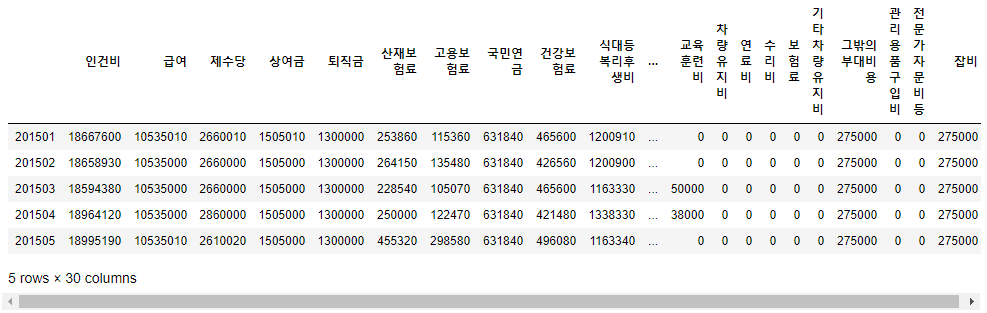 인건비 급여 제수당 상여금 퇴직금 산재보험료 고용보험료 국민연금 건강보험료 식대등복리후생비 ... 교육훈련비 차량유지비 연료비 수리비 보험료 기타차량유지비 그밖의부대비용 관리용품구입비 전문가자문비등 잡비
201501 18667600 10535010 2660010 1505010 1300000 253860 115360 631840 465600 1200910 ... 0 0 0 0 0 0 275000 0 0 275000
201502 18658930 10535000 2660000 1505000 1300000 264150 135480 631840 426560 1200900 ... 0 0 0 0 0 0 275000 0 0 275000
201503 18594380 10535000 2660000 1505000 1300000 228540 105070 631840 465600 1163330 ... 50000 0 0 0 0 0 275000 0 0 275000
201504 18964120 10535000 2860000 1505000 1300000 250000 122470 631840 421480 1338330 ... 38000 0 0 0 0 0 275000 0 0 275000
201505 18995190 10535010 2610020 1505000 1300000 455320 298580 631840 496080 1163340 ... 0 0 0 0 0 0 275000 0 0 275000
5 rows × 30 columns